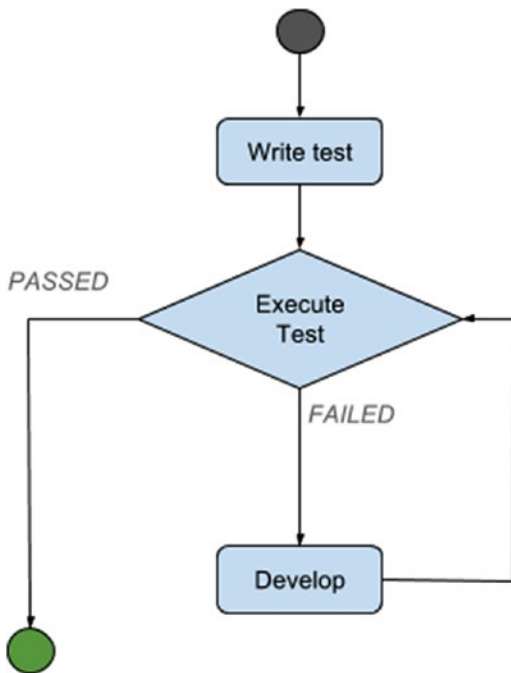 Write test
PASSED
Execute
Test
FAILED
Develop